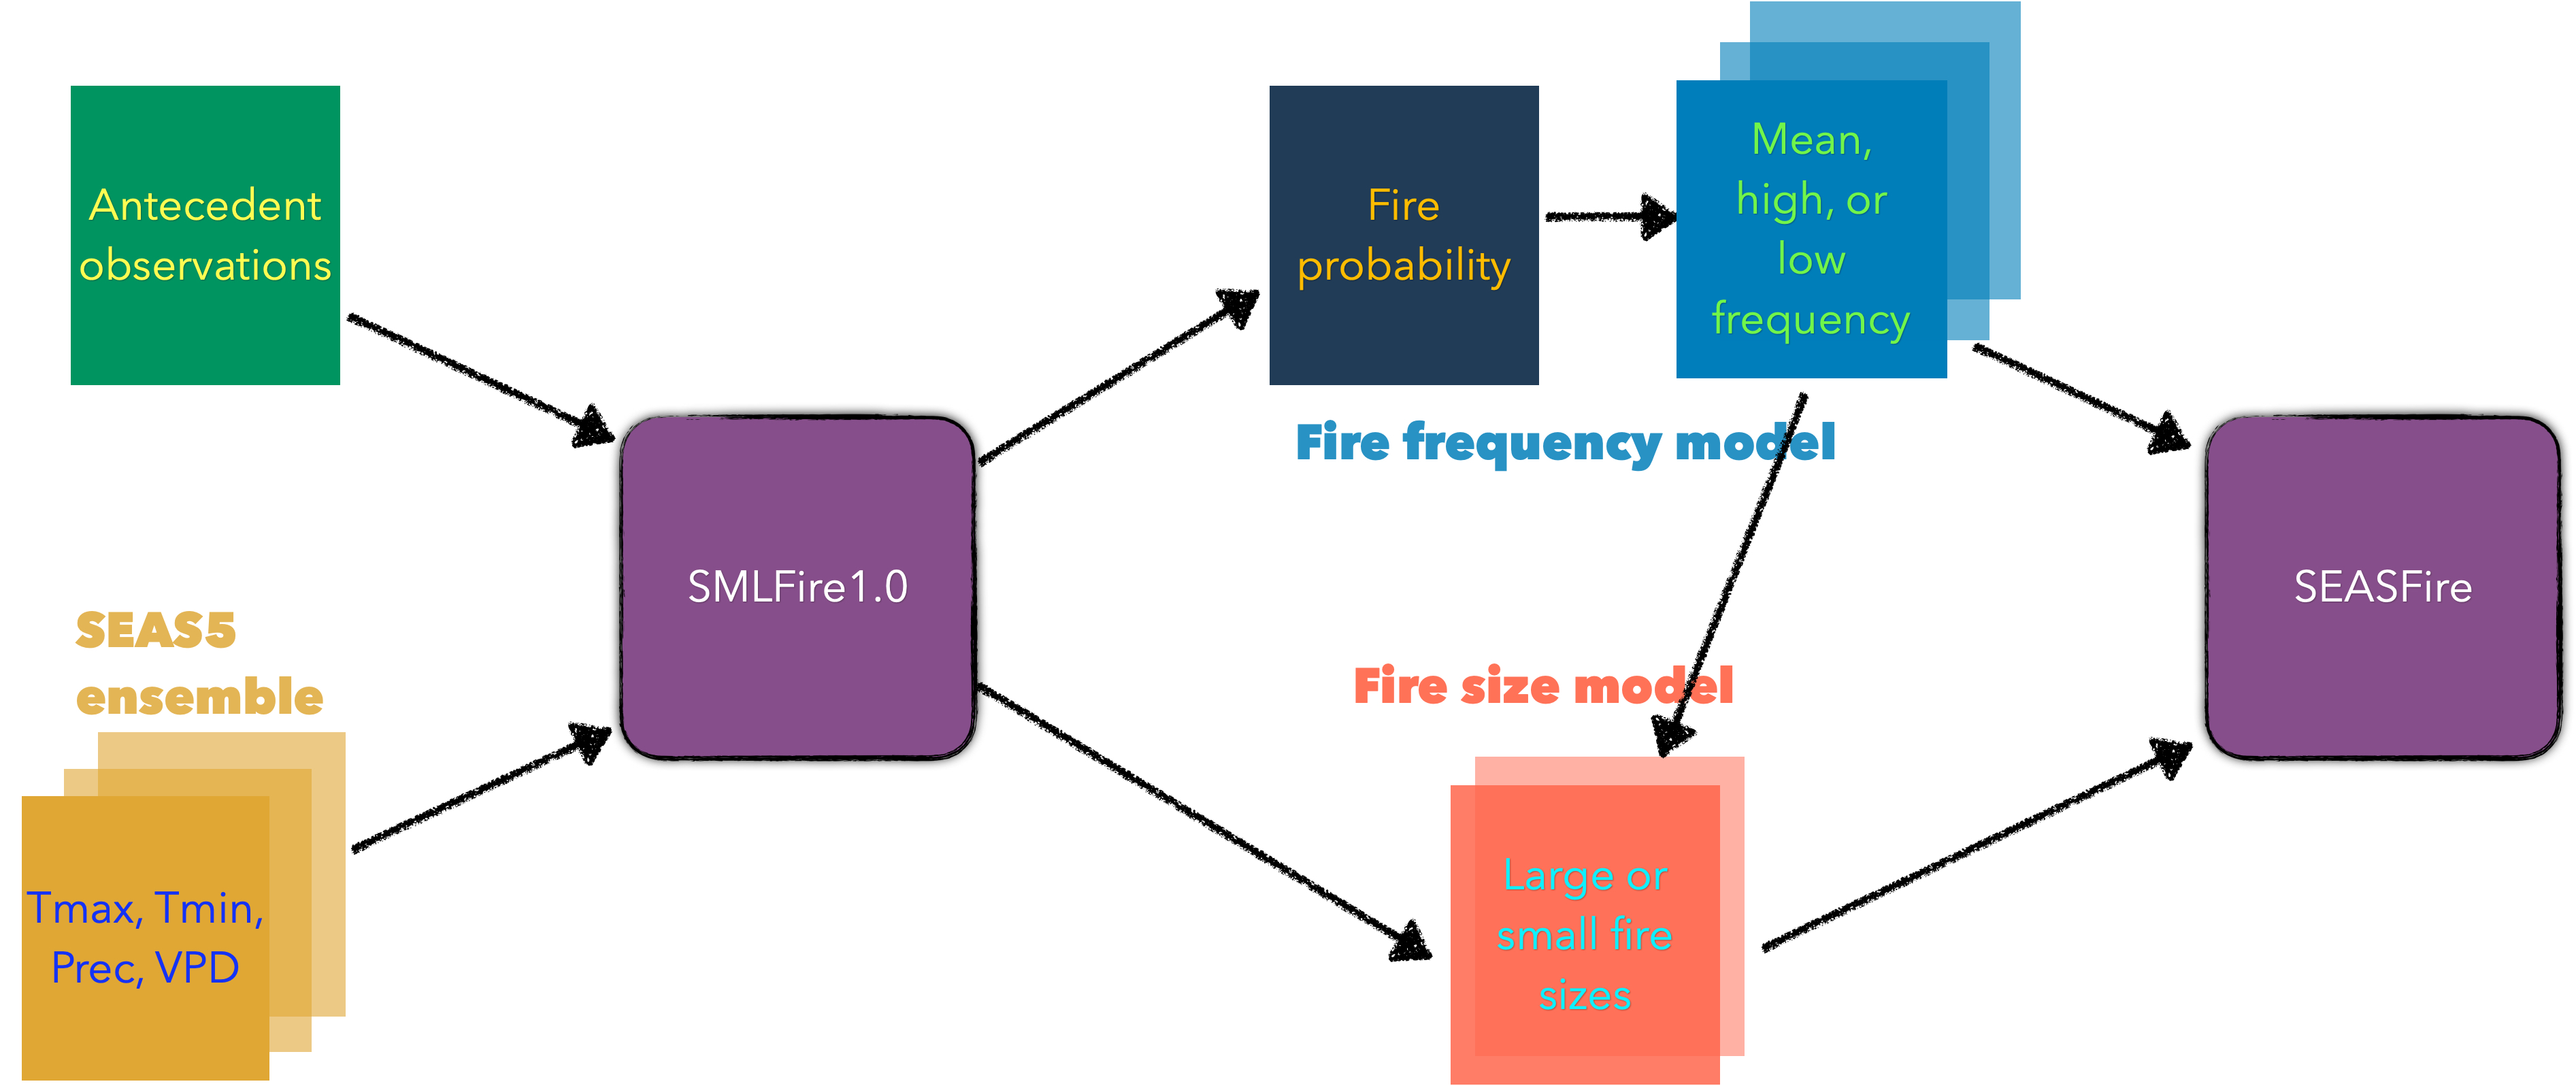 Antecedent
observations
SEAS5
ensemble
Tmax, Tmin,
Prec, VPD
SMLFire1.0
Fire
probability
Mean,
high, or
low
frequency
Fire frequency model
Fire size model
Large or
small fire
sizes
SEASFire